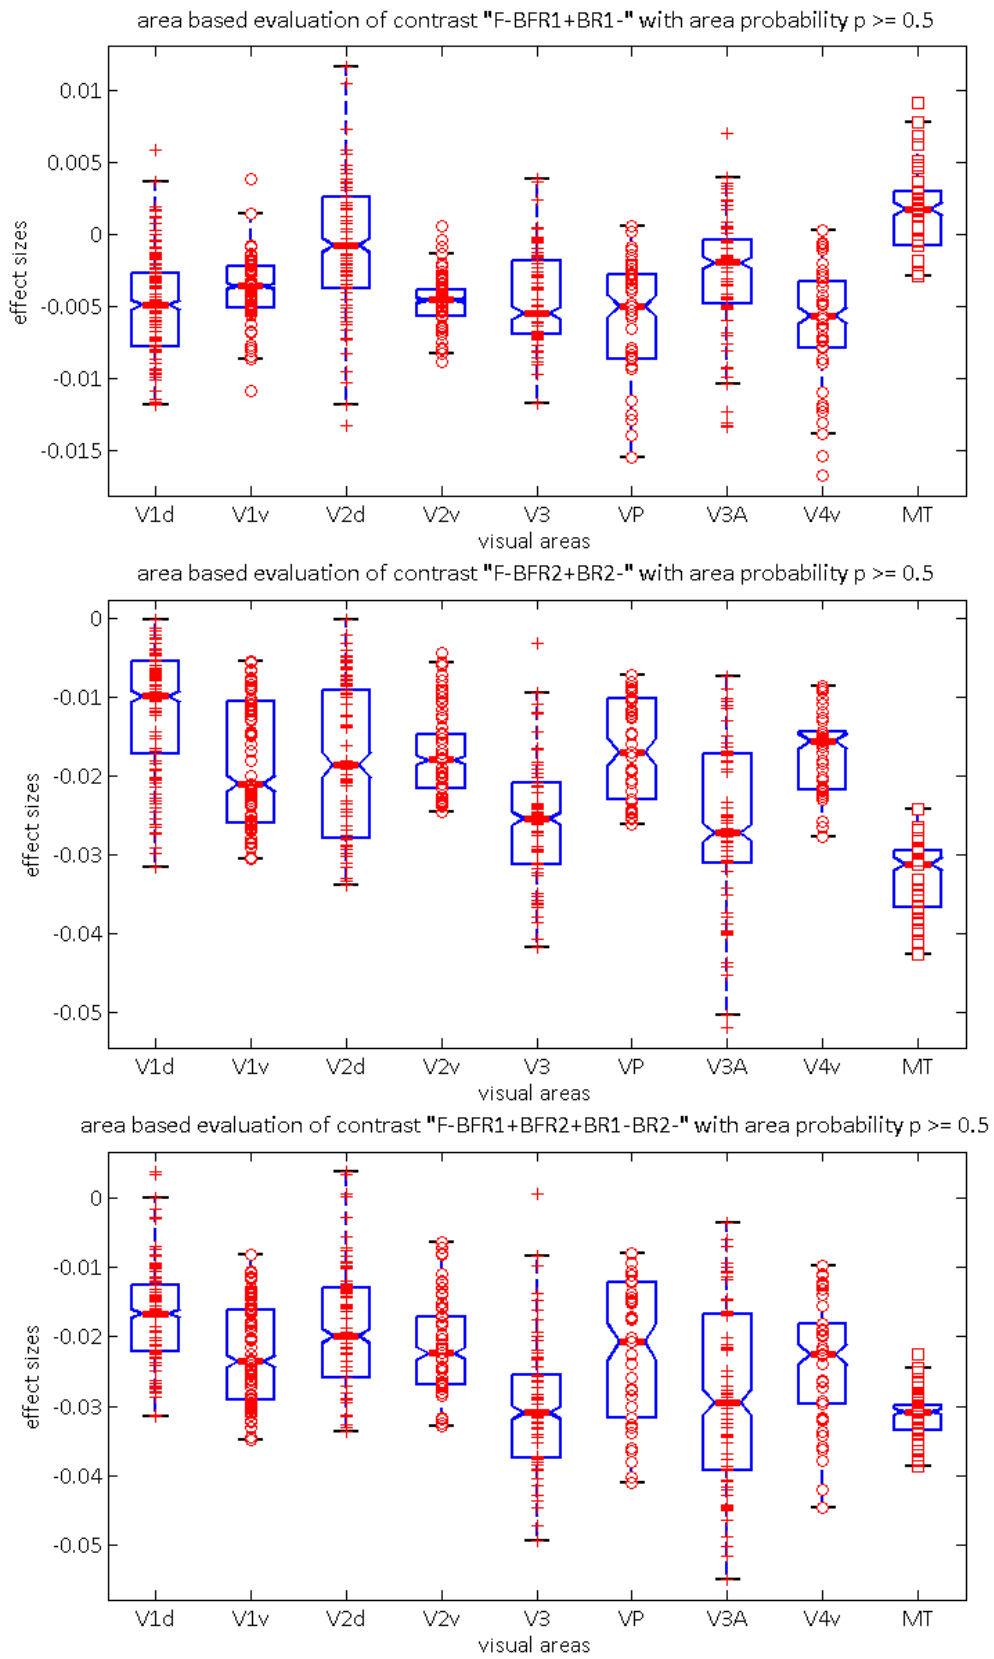 area based evaluation of contrast "F-BFR1+BR1-" with area probability p >= 0.5
0.01
0.005
0
-0.005
-0.01
-0.015
effect sizes
V1d V1v V2d V2v V3 VP V3A V4v MT
visual areas
area based evaluation of contrast "F-BFR2+BR2-" with area probability p >= 0.5
0
-0.01
-0.02
-0.03
-0.04
-0.05
effect sizes
V1d V1v V2d V2v V3 VP V3A V4v MT
visual areas
area based evaluation of contrast "F-BFR1+BFR2+BR1-BR2-" with area probability p >= 0.5
0
-0.01
-0.02
-0.03
-0.04
-0.05
effect sizes
V1d V1v V2d V2v V3 VP V3A V4v MT
visual areas